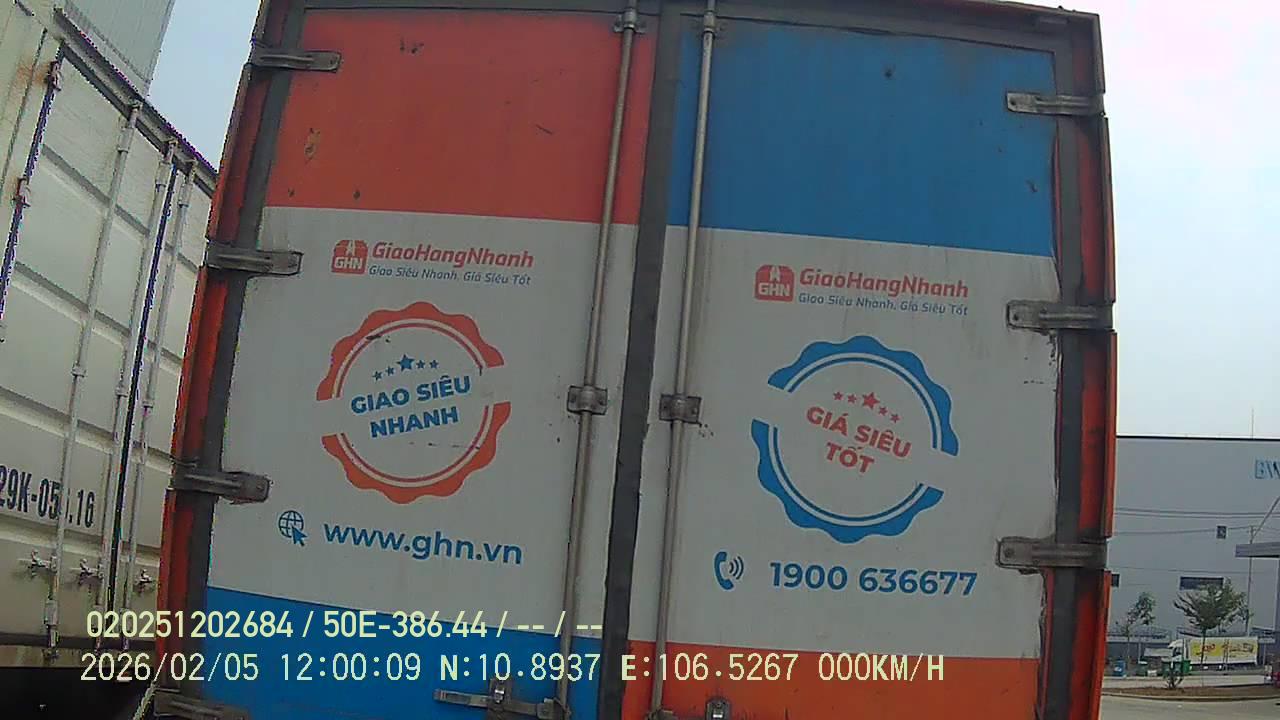 GHN GiaoHangNhanh
Giao Siêu Nhanh, Giá Siêu Tốt
GIAO SIÊU
NHANH
www.ghn.vn
GHN GiaoHangNhanh
Giao Siêu Nhanh, Giá Siêu Tốt
GIÁ SIÊU
TỐT
1900 636677
BW
020251202684 / 50E-386.44 / -- / --
2026/02/05 12:00:09 N:10.8937 E:106.5267 000KM/H